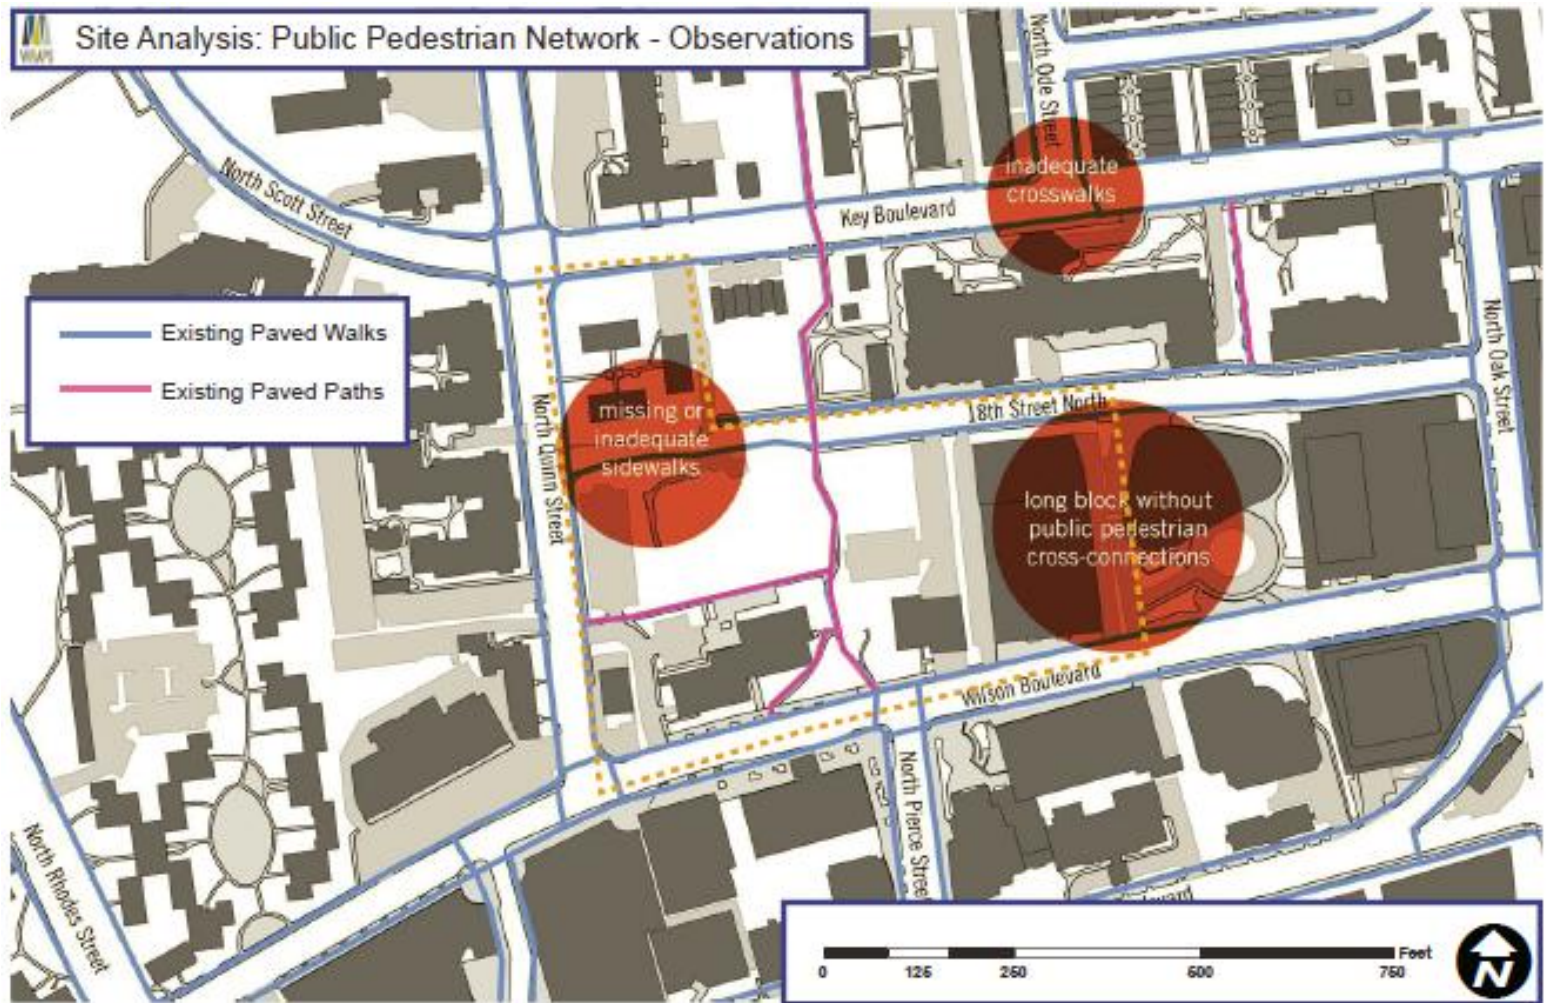 WRAPS
Site Analysis: Public Pedestrian Network - Observations
North Ode Street
inadequate
crosswalks
North Scott Street
Key Boulevard
Existing Paved Walks
Existing Paved Paths
North Oak Street
missing or
inadequate
sidewalks
North Quinn Street
18th Street North
long block without
public pedestrian
cross-connections
Wilson Boulevard
North Pierce Street
North Rhodes Street
Feet
0 125 250 500 750
N